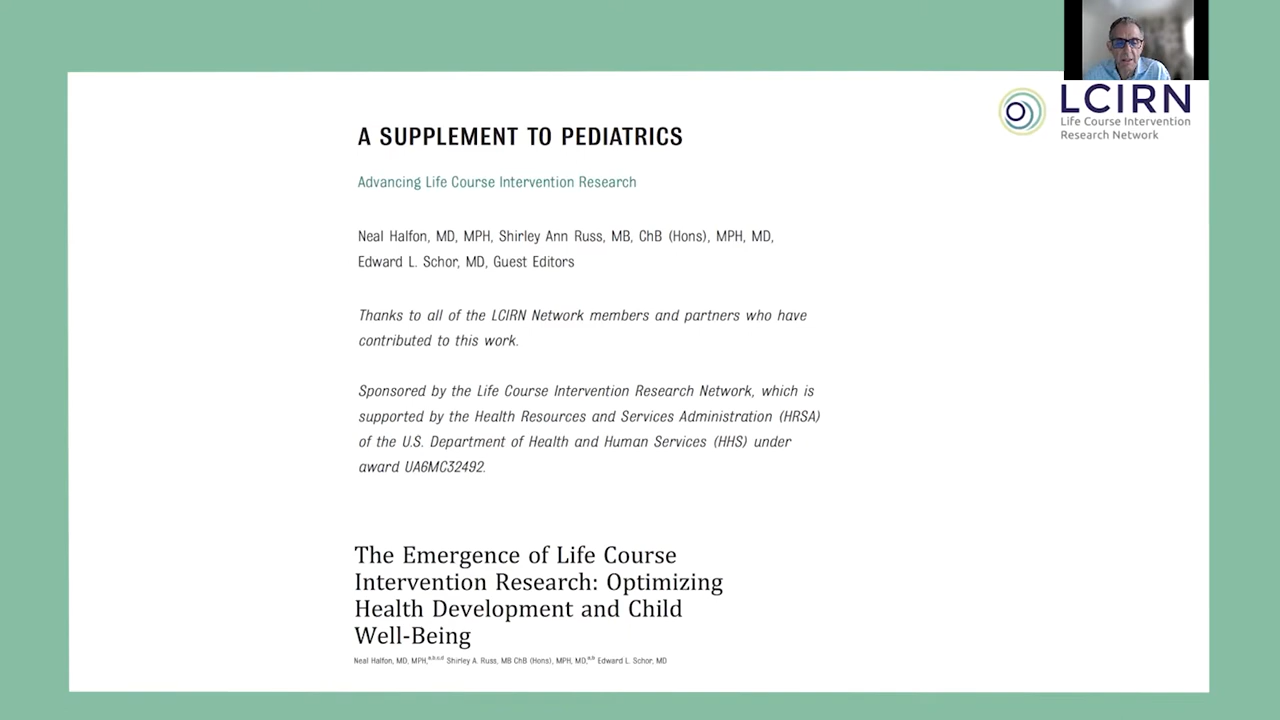 LCIRN
Life Course Intervention
Research Network
A SUPPLEMENT TO PEDIATRICS
Advancing Life Course Intervention Research
Neal Halfon, MD, MPH, Shirley Ann Russ, MB, ChB (Hons), MPH, MD,
Edward L. Schor, MD, Guest Editors
Thanks to all of the LCIRN Network members and partners who have
contributed to this work.
Sponsored by the Life Course Intervention Research Network, which is
supported by the Health Resources and Services Administration (HRSA)
of the U.S. Department of Health and Human Services (HHS) under
award UA6MC32492.
The Emergence of Life Course
Intervention Research: Optimizing
Health Development and Child
Well-Being
Neal Halfon, MD, MPH,a,b,c,d Shirley A. Russ, MB ChB (Hons), MPH, MD,a,b Edward L. Schor, MD